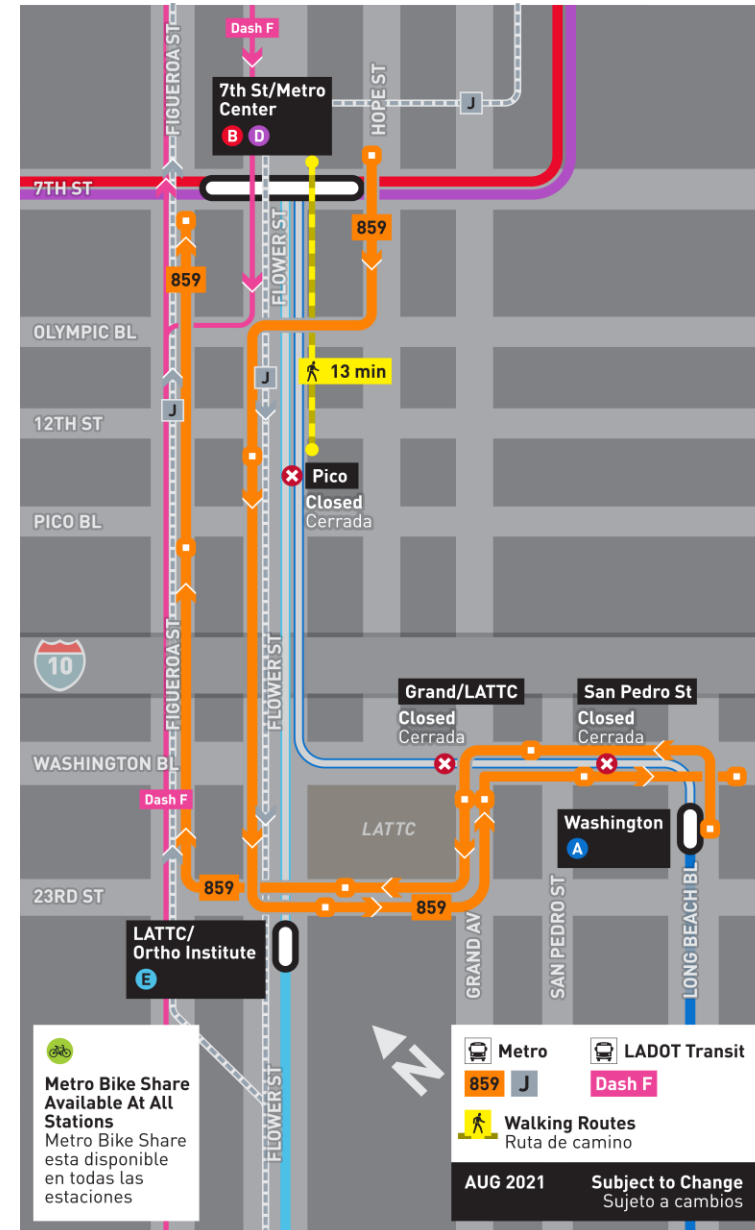 Dash F
FIGUEROA ST
7th St/Metro
Center
B D
HOPE ST
J
7TH ST
859
FLOWER ST
859
OLYMPIC BL
13 min
J
J
12TH ST
Pico
Closed
Cerrada
PICO BL
10
FIGUEROA ST
FLOWER ST
Grand/LATTC
Closed
Cerrada
San Pedro St
Closed
Cerrada
WASHINGTON BL
Dash F
LATTC
Washington
A
23RD ST
859
859
LATTC/
Ortho Institute
E
GRAND AV
SAN PEDRO ST
LONG BEACH BL
N
FLOWER ST
Metro Bike Share
Available At All
Stations
Metro Bike Share
esta disponible
en todas las
estaciones
Metro
859 J
LADOT Transit
Dash F
Walking Routes
Ruta de camino
AUG 2021
Subject to Change
Sujeto a cambios